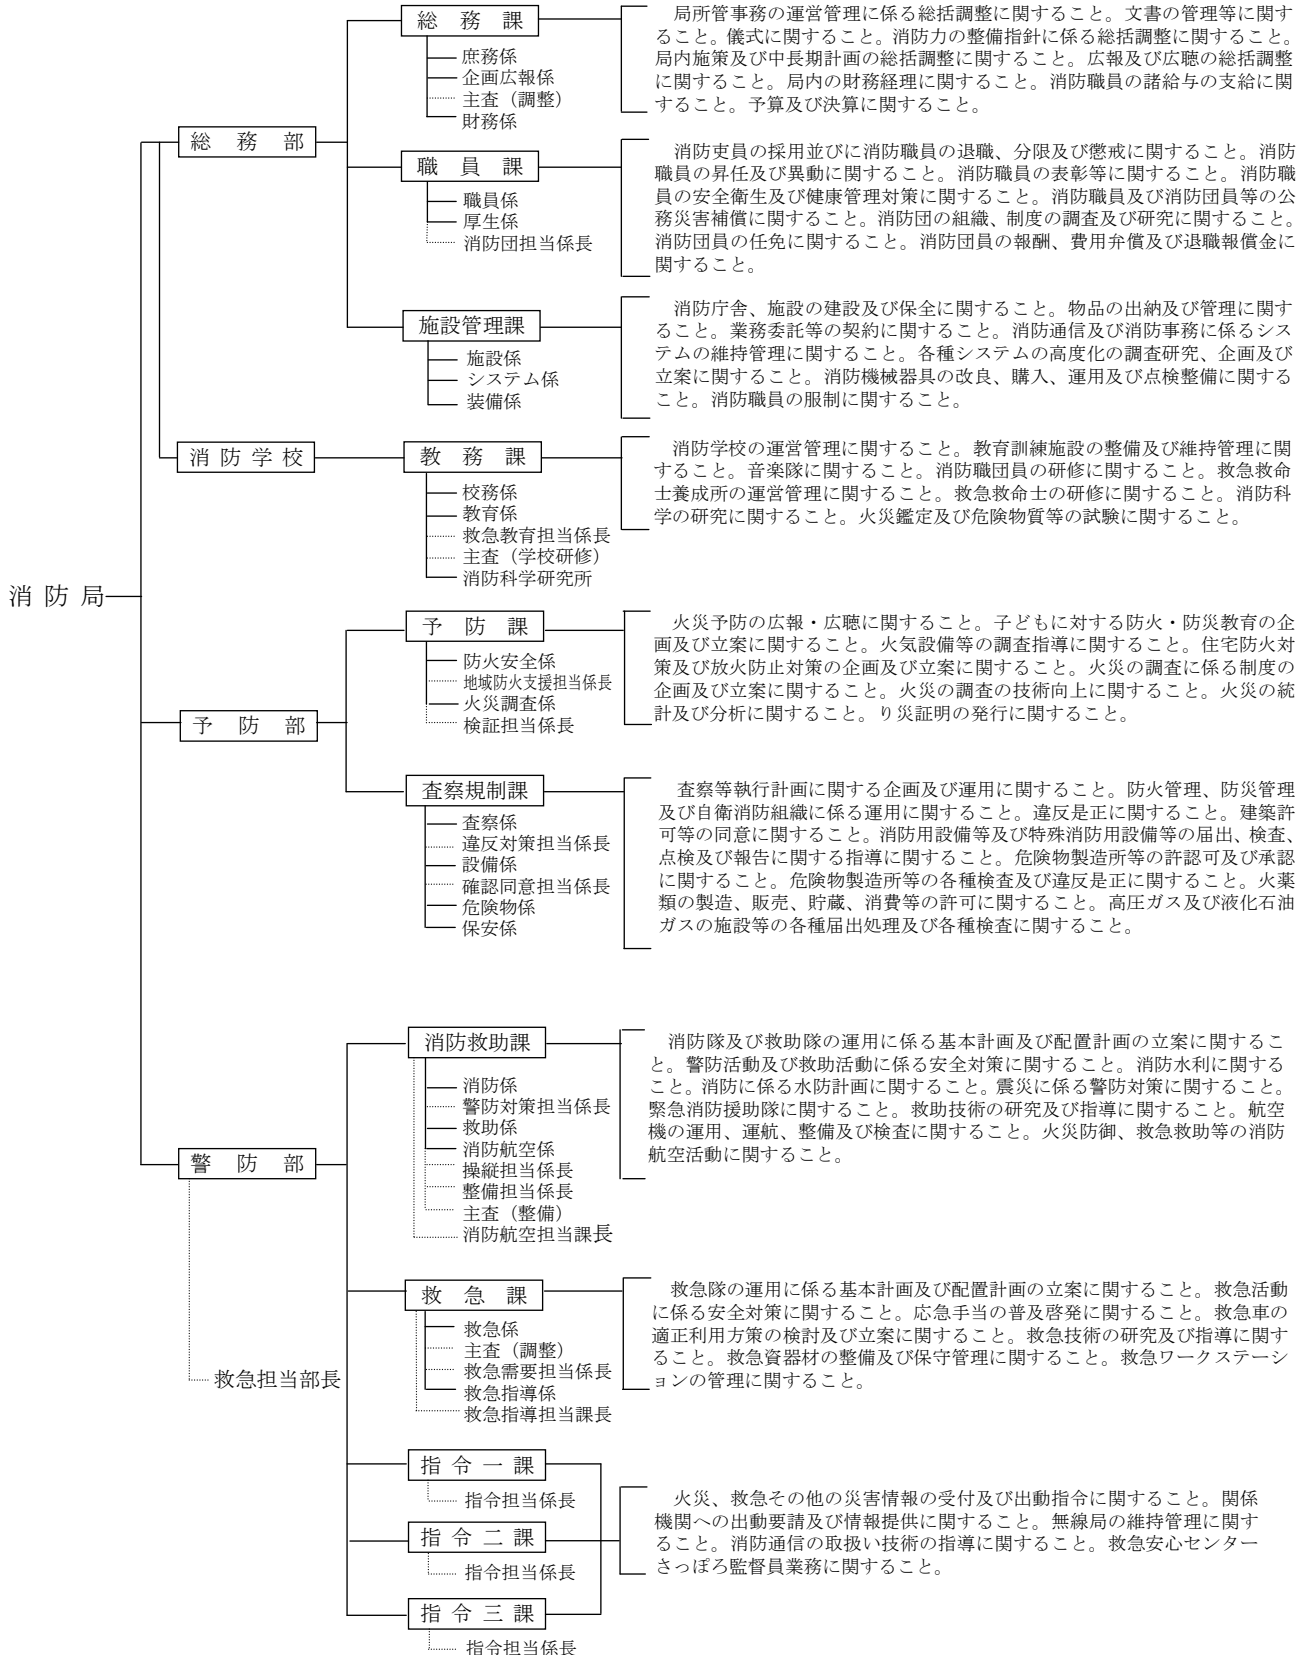 消防局
総務部
総務課
庶務係
企画広報係
主査（調整）
財務係
局所管事務の運営管理に係る総括調整に関すること。文書の管理等に関す
ること。儀式に関すること。消防力の整備指針に係る総括調整に関すること。
局内施策及び中長期計画の総括調整に関すること。広報及び広聴の総括調整
に関すること。局内の財務経理に関すること。消防職員の諸給与の支給に関
すること。予算及び決算に関すること。
職員課
職員係
厚生係
消防団担当係長
消防吏員の採用並びに消防職員の退職、分限及び懲戒に関すること。消防
職員の昇任及び異動に関すること。消防職員の表彰等に関すること。消防職
員の安全衛生及び健康管理対策に関すること。消防職員及び消防団員等の公
務災害補償に関すること。消防団の組織、制度の調査及び研究に関すること。
消防団員の任免に関すること。消防団員の報酬、費用弁償及び退職報償金に
関すること。
施設管理課
施設係
システム係
装備係
消防庁舎、施設の建設及び保全に関すること。物品の出納及び管理に関す
ること。業務委託等の契約に関すること。消防通信及び消防事務に係るシス
テムの維持管理に関すること。各種システムの高度化の調査研究、企画及び
立案に関すること。消防機械器具の改良、購入、運用及び点検整備に関する
こと。消防職員の服制に関すること。
消防学校
教務課
校務係
教育係
救急教育担当係長
主査（学校研修）
消防科学研究所
消防学校の運営管理に関すること。教育訓練施設の整備及び維持管理に関
すること。音楽隊に関すること。消防職団員の研修に関すること。救急救命
士養成所の運営管理に関すること。救急救命士の研修に関すること。消防科
学の研究に関すること。火災鑑定及び危険物質等の試験に関すること。
予防部
予防課
防火安全係
地域防火支援担当係長
火災調査係
検証担当係長
火災予防の広報・広聴に関すること。子どもに対する防火・防災教育の企
画及び立案に関すること。火気設備等の調査指導に関すること。住宅防火対
策及び放火防止対策の企画及び立案に関すること。火災の調査に係る制度の
企画及び立案に関すること。火災の調査の技術向上に関すること。火災の統
計及び分析に関すること。り災証明の発行に関すること。
査察規制課
査察係
違反対策担当係長
設備係
確認同意担当係長
危険物係
保安係
査察等執行計画に関する企画及び運用に関すること。防火管理、防災管理
及び自衛消防組織に係る運用に関すること。違反是正に関すること。建築許
可等の同意に関すること。消防用設備等及び特殊消防用設備等の届出、検査、
点検及び報告に関する指導に関すること。危険物製造所等の許認可及び承認
に関すること。危険物製造所等の各種検査及び違反是正に関すること。火薬
類の製造、販売、貯蔵、消費等の許可に関すること。高圧ガス及び液化石油
ガスの施設等の各種届出処理及び各種検査に関すること。
警防部
救急担当部長
消防救助課
消防係
警防対策担当係長
救助係
消防航空係
操縦担当係長
整備担当係長
主査（整備）
消防航空担当課長
消防隊及び救助隊の運用に係る基本計画及び配置計画の立案に関するこ
と。警防活動及び救助活動に係る安全対策に関すること。消防水利に関する
こと。消防に係る水防計画に関すること。震災に係る警防対策に関すること。
緊急消防援助隊に関すること。救助技術の研究及び指導に関すること。航空
機の運用、運航、整備及び検査に関すること。火災防御、救急救助等の消防
航空活動に関すること。
救急課
救急係
主査（調整）
救急需要担当係長
救急指導係
救急指導担当課長
救急隊の運用に係る基本計画及び配置計画の立案に関すること。救急活動
に係る安全対策に関すること。応急手当の普及啓発に関すること。救急車の
適正利用方策の検討及び立案に関すること。救急技術の研究及び指導に関す
ること。救急資器材の整備及び保守管理に関すること。救急ワークステーシ
ョンの管理に関すること。
指令一課
指令担当係長
指令二課
指令担当係長
指令三課
指令担当係長
火災、救急その他の災害情報の受付及び出動指令に関すること。関係
機関への出動要請及び情報提供に関すること。無線局の維持管理に関す
ること。消防通信の取扱い技術の指導に関すること。救急安心センター
さっぽろ監督員業務に関すること。